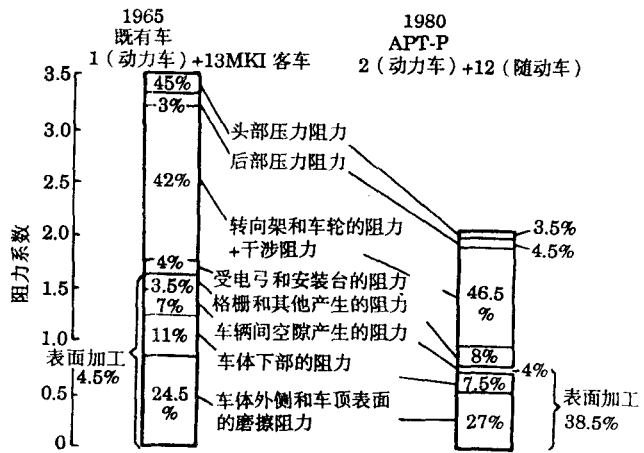 1965
既有车
1（动力车）+13MKI 客车
1980
APT-P
2（动力车）+12（随动车）
阻力系数
3.5
3.0
2.5
2.0
1.5
1.0
0.5
0
45%
3%
42%
4%
3.5%
7%
11%
24.5
%
表面加工
4.5%
头部压力阻力
后部压力阻力
转向架和车轮的阻力
+干涉阻力
受电弓和安装台的阻力
格栅和其他产生的阻力
车辆间空隙产生的阻力
车体下部的阻力
车体外侧和车顶表面
的磨擦阻力
3.5%
4.5%
46.5
%
8%
4%
7.5%
27%
表面加工
38.5%